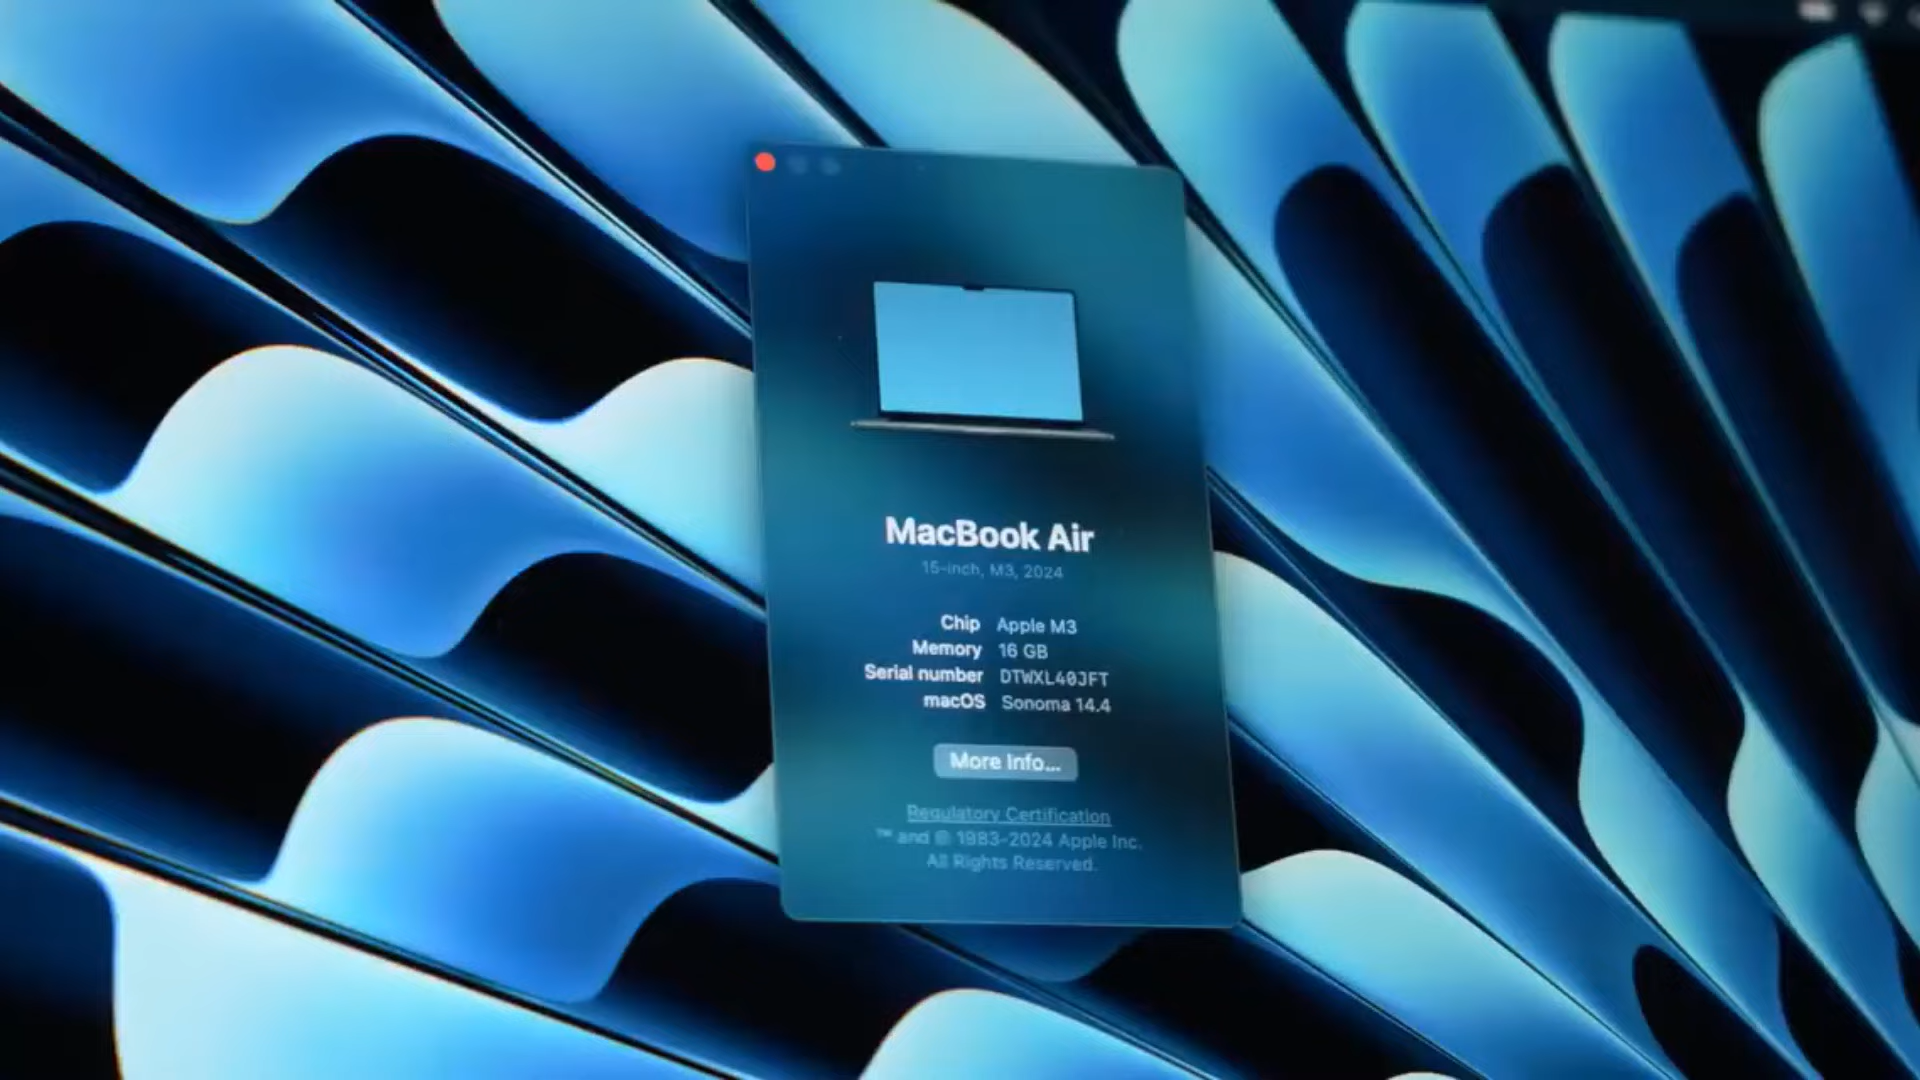 MacBook Air
15-inch, M3, 2024
Chip Apple M3
Memory 16 GB
Serial number DTWXL40JFT
macOS Sonoma 14.4
More Info...
Regulatory Certification
™ and © 1983-2024 Apple Inc.
All Rights Reserved.